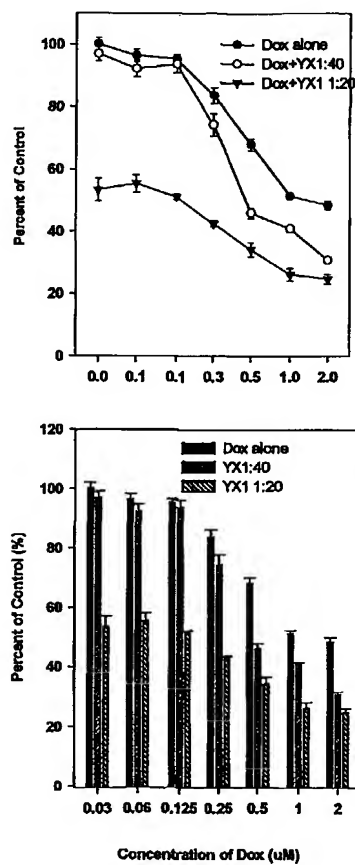 Dox alone
Dox+YX1:40
Dox+YX1 1:20
Percent of Control
100
80
60
40
20
0
0.0 0.1 0.1 0.3 0.5 1.0 2.0
Dox alone
YX1:40
YX1 1:20
Percent of Control (%)
120
100
80
60
40
20
0
0.03 0.06 0.125 0.25 0.5 1 2
Concentration of Dox (uM)